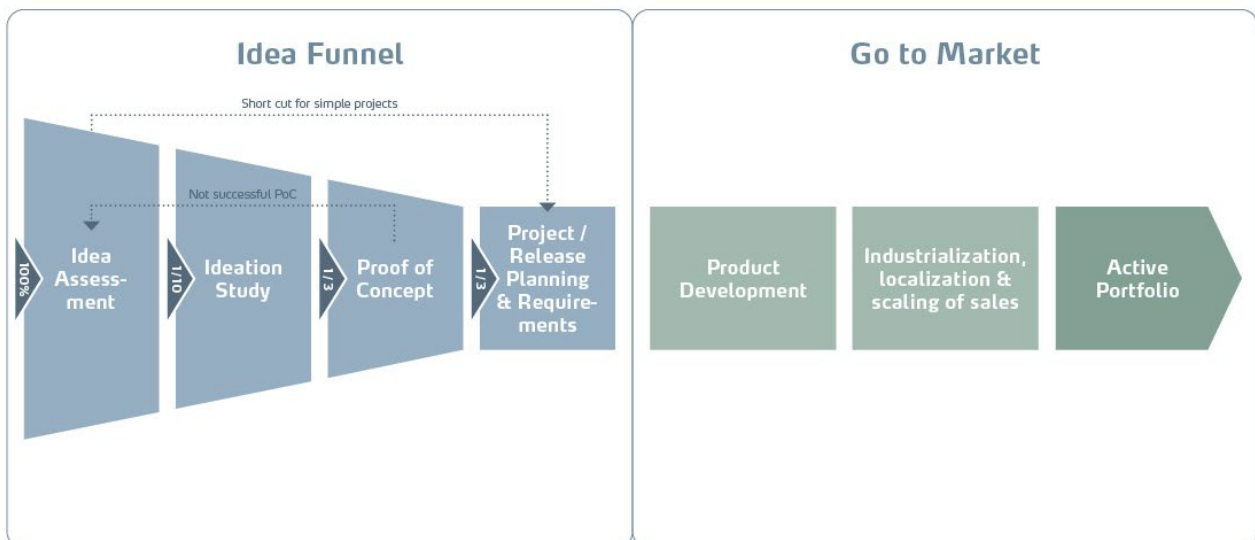 Idea Funnel
Go to Market
Short cut for simple projects
Not successful PoC
100%
Idea
Assess-
ment
1/10
Ideation
Study
1/3
Proof of
Concept
1/3
Project /
Release
Planning
& Require-
ments
Product
Development
Industrialization,
localization &
scaling of sales
Active
Portfolio